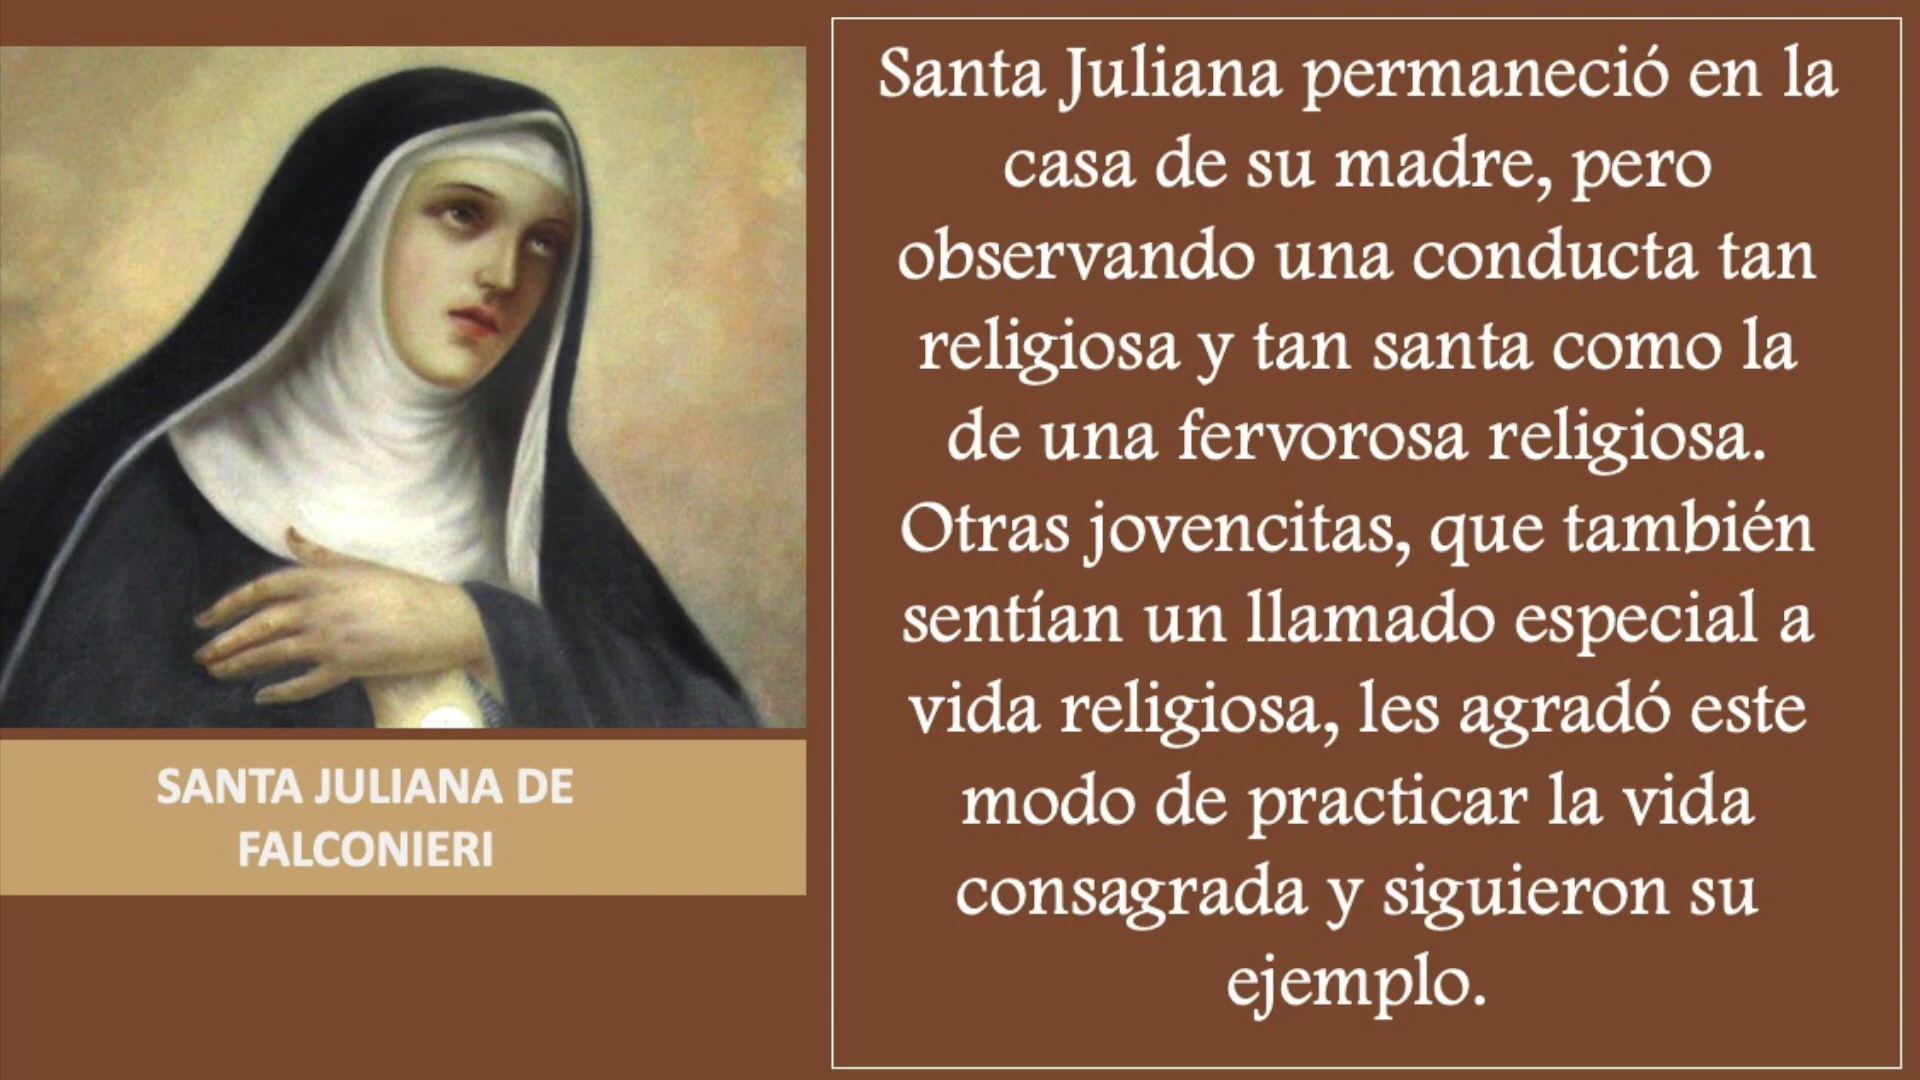 Santa Juliana permaneció en la
casa de su madre, pero
observando una conducta tan
religiosa y tan santa como la
de una fervorosa religiosa.
Otras jovencitas, que también
sentían un llamado especial a
vida religiosa, les agradó este
modo de practicar la vida
consagrada y siguieron su
ejemplo.
SANTA JULIANA DE
FALCONIERI